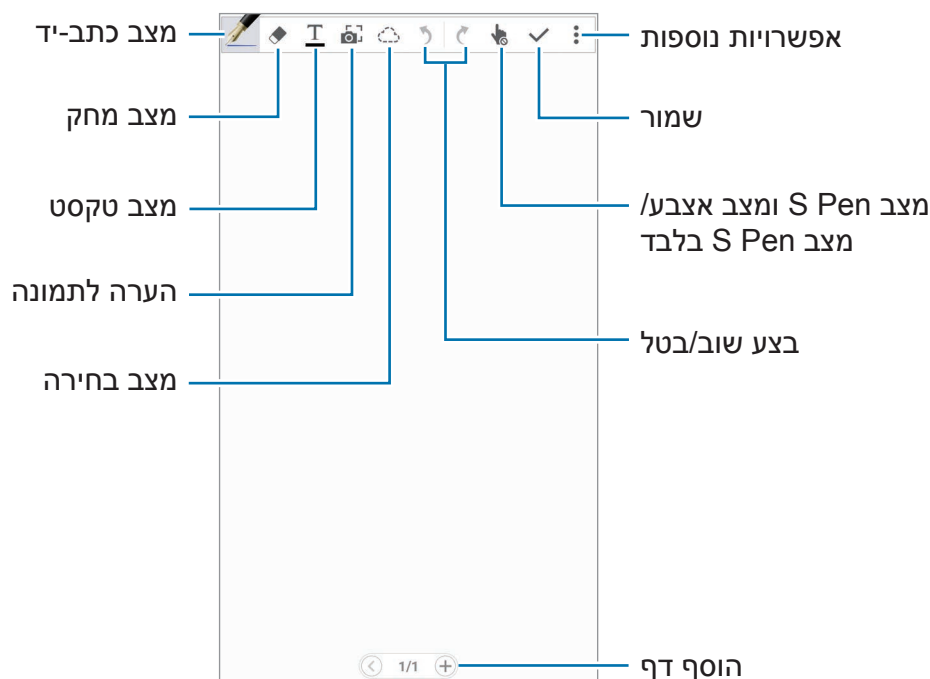 מצב כתב-יד
אפשרויות נוספות
T
מצב מחק
שמור
מצב טקסט
מצב S Pen ומצב אצבע/
מצב S Pen בלבד
הערה לתמונה
בצע שוב/בטל
מצב בחירה
1/1
הוסף דף